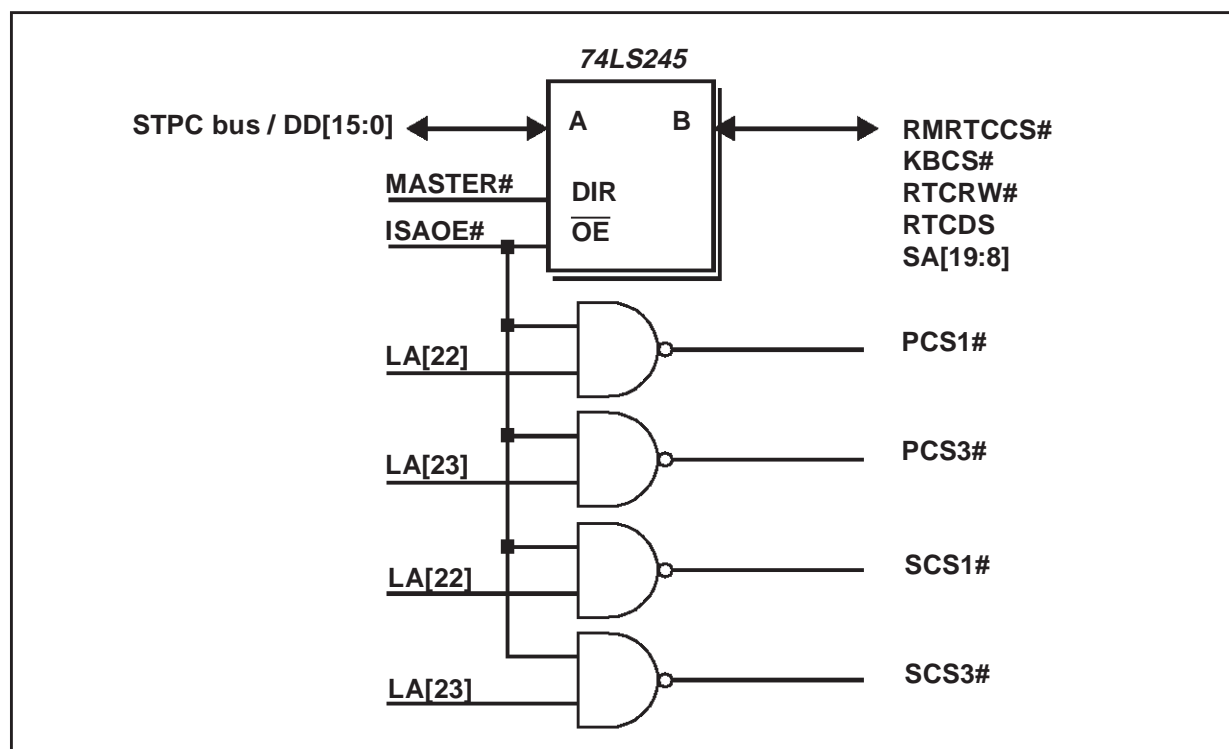 74LS245
STPC bus / DD[15:0]
A
B
RMRTCCS#
KBCS#
MASTER#
DIR
RTCRW#
ISAOE#
OE
RTCDS
SA[19:8]
LA[22]
PCS1#
LA[23]
PCS3#
LA[22]
SCS1#
LA[23]
SCS3#